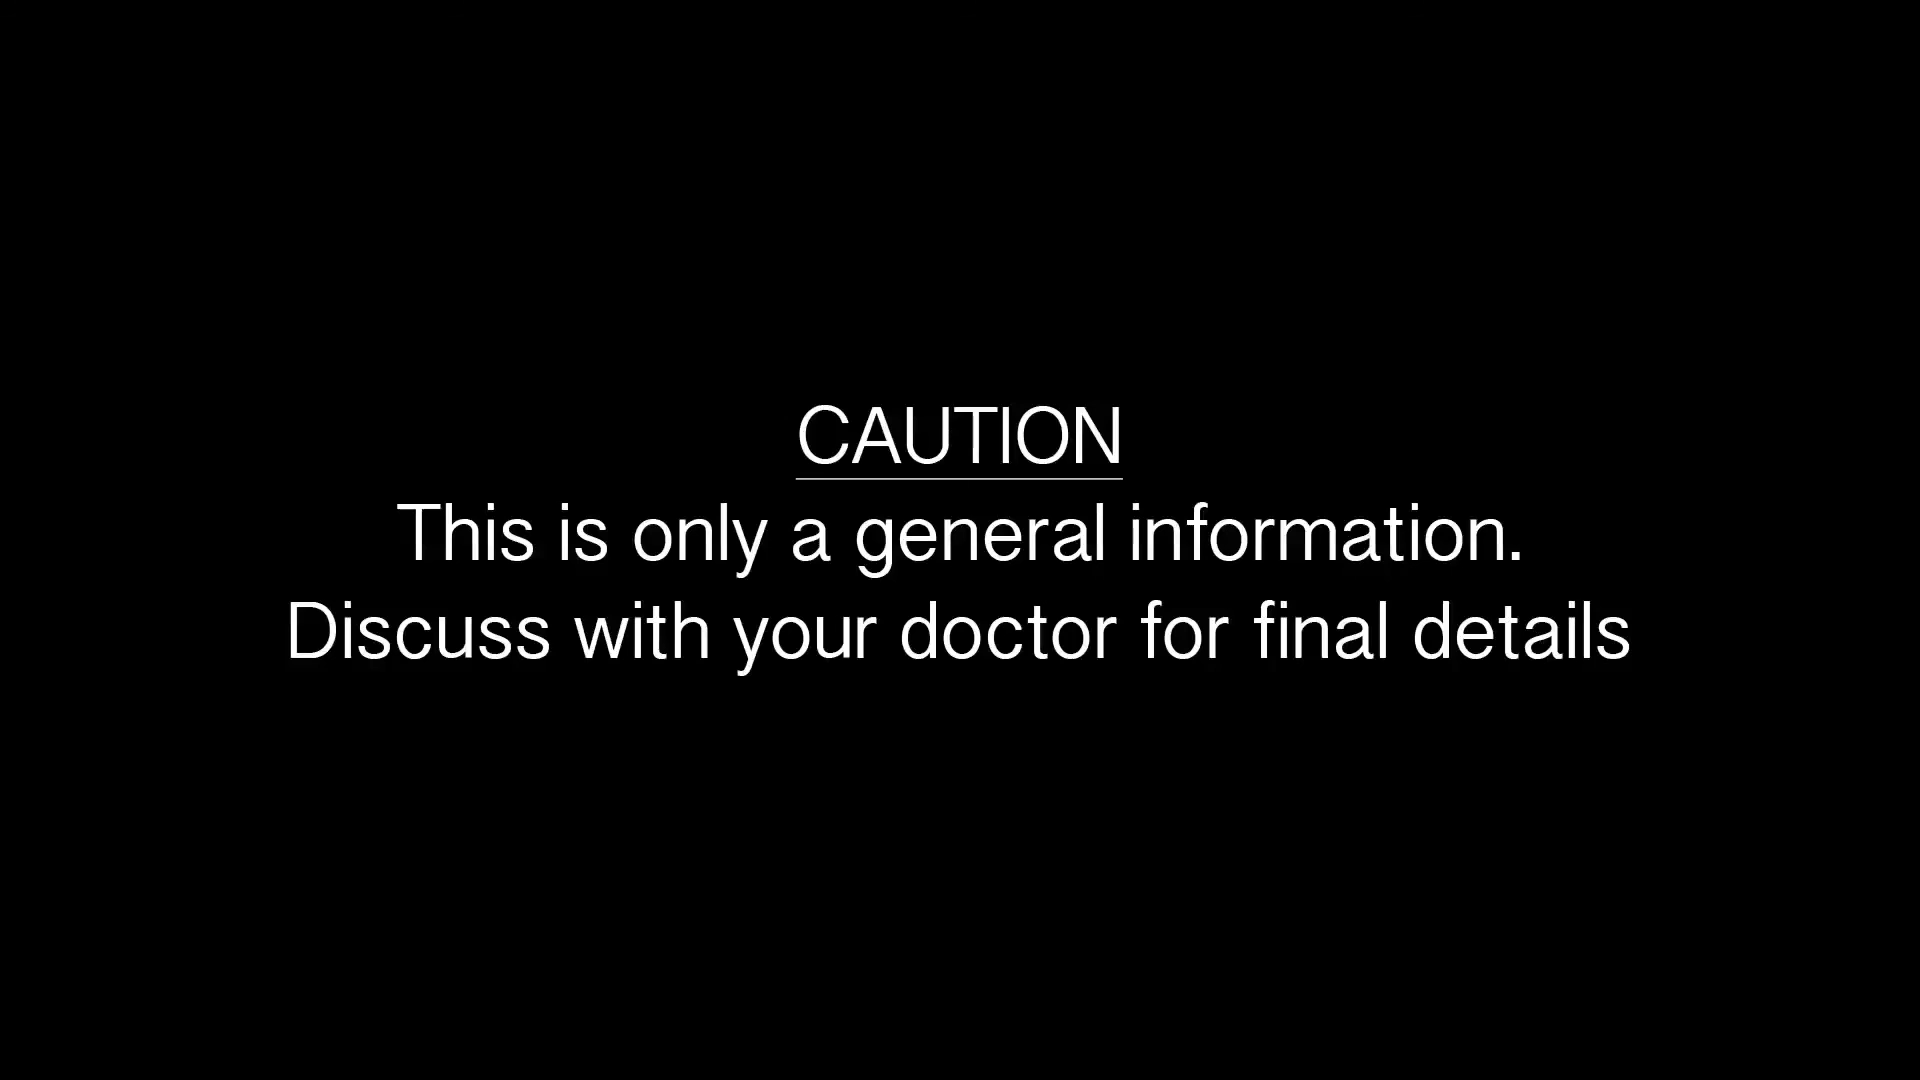 CAUTION
This is only a general information.
Discuss with your doctor for final details